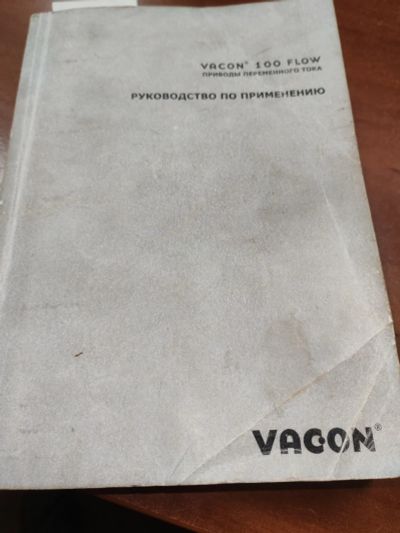 VACON® 100 FLOW
ПРИВОДЫ ПЕРЕМЕННОГО ТОКА
РУКОВОДСТВО ПО ПРИМЕНЕНИЮ
VACON®